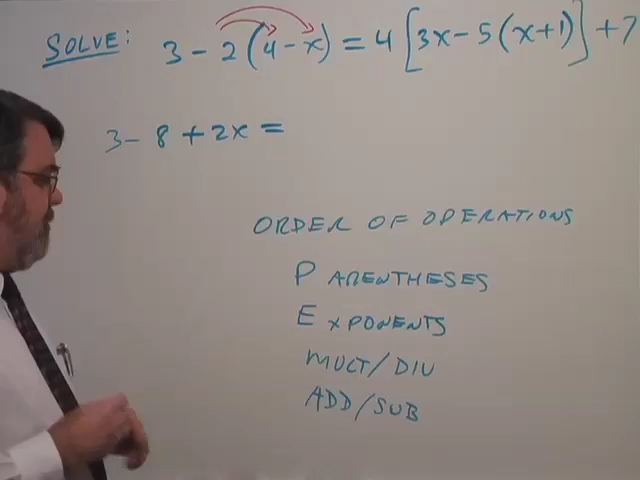 SOLVE: 3 - 2 (4 - x) = 4 [3x - 5 (x + 1)] + 7
3 - 8 + 2x =
ORDER OF OPERATIONS
PARENTHESES
EXPONENTS
MULT/DIV
ADD/SUB